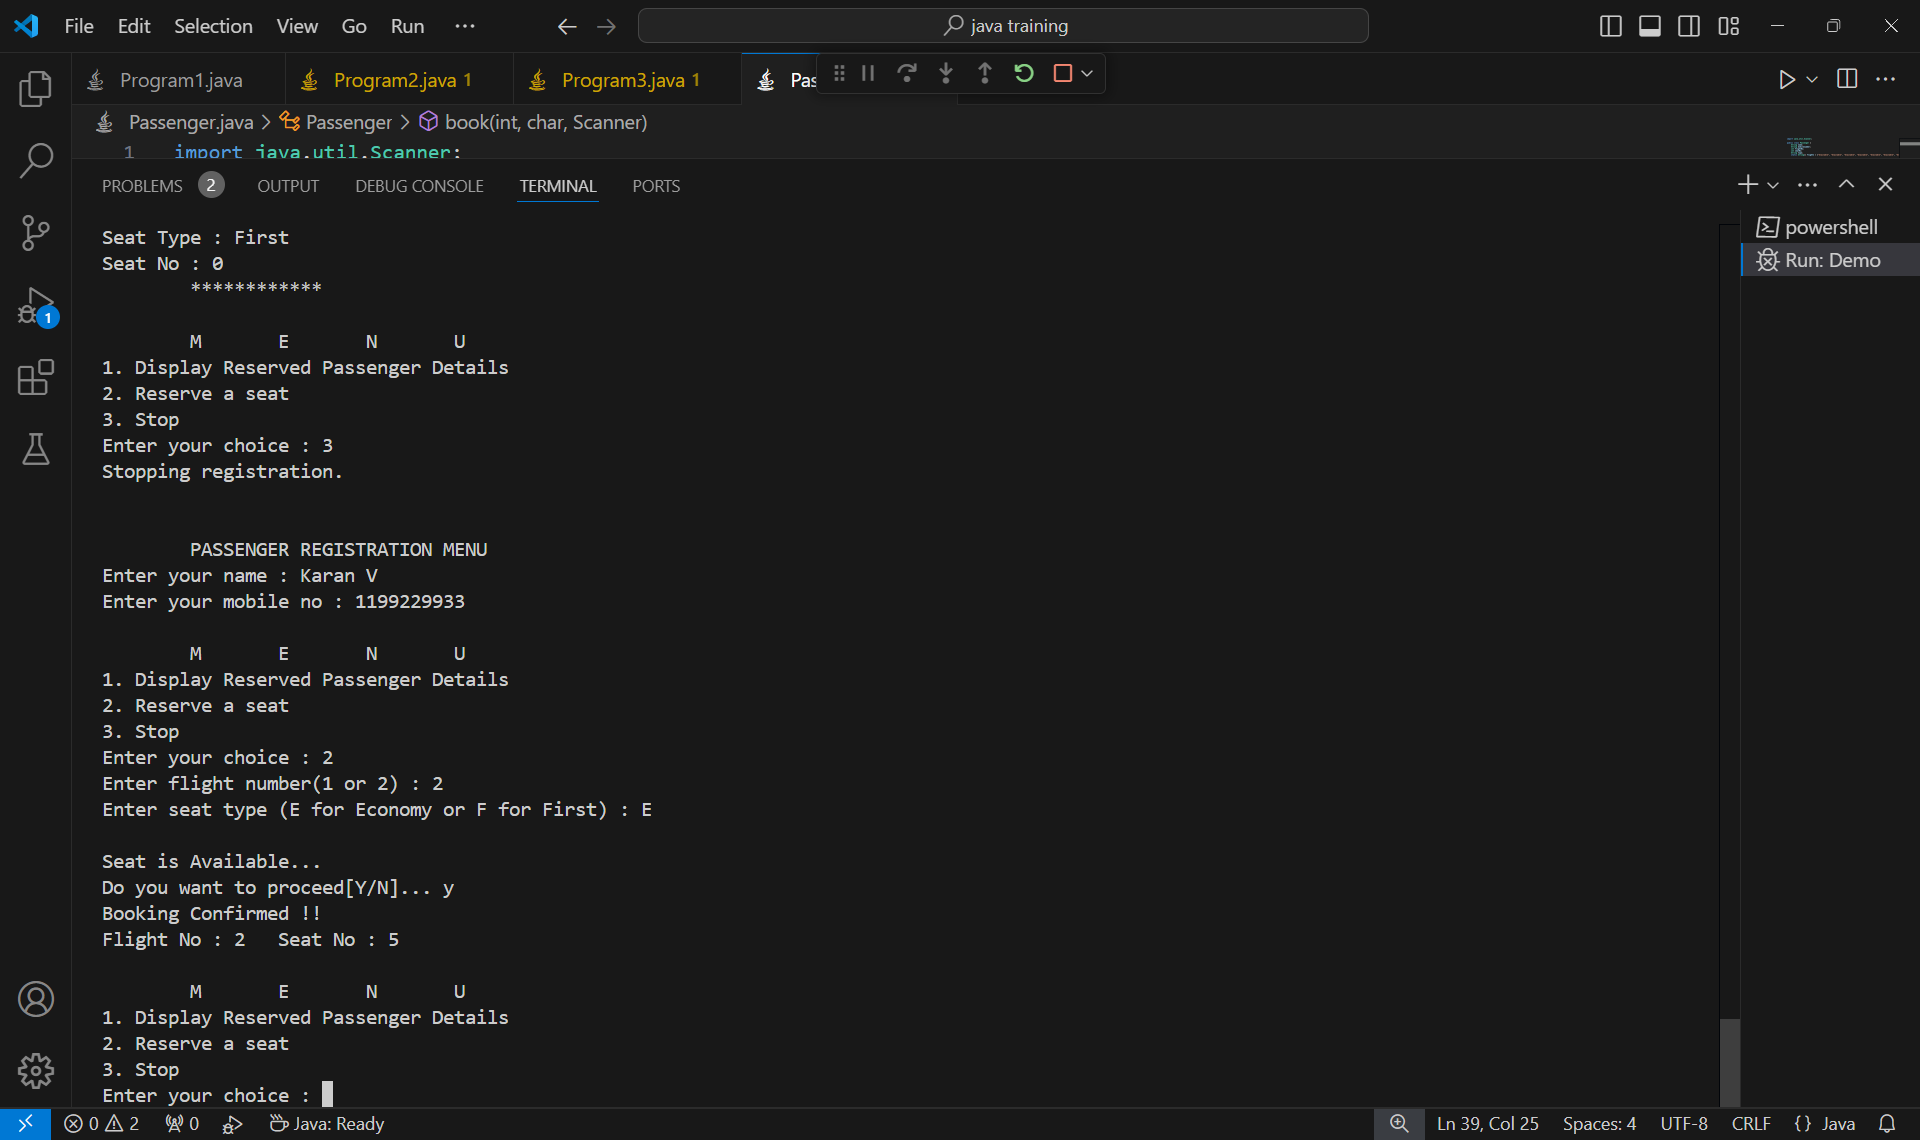 File Edit Selection View Go Run ··· java training
Program1.java Program2.java 1 Program3.java 1 Pas
Passenger.java > Passenger > book(int, char, Scanner)
1 import java.util.Scanner;
PROBLEMS 2 OUTPUT DEBUG CONSOLE TERMINAL PORTS
powershell
Run: Demo
Seat Type : First
Seat No : 0
************
M E N U
1. Display Reserved Passenger Details
2. Reserve a seat
3. Stop
Enter your choice : 3
Stopping registration.
PASSENGER REGISTRATION MENU
Enter your name : Karan V
Enter your mobile no : 1199229933
M E N U
1. Display Reserved Passenger Details
2. Reserve a seat
3. Stop
Enter your choice : 2
Enter flight number(1 or 2) : 2
Enter seat type (E for Economy or F for First) : E
Seat is Available...
Do you want to proceed[Y/N]... y
Booking Confirmed !!
Flight No : 2 Seat No : 5
M E N U
1. Display Reserved Passenger Details
2. Reserve a seat
3. Stop
Enter your choice :
1
0 2 0 Java: Ready Ln 39, Col 25 Spaces: 4 UTF-8 CRLF {} Java